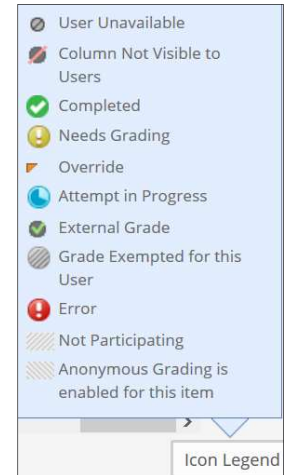 User Unavailable
Column Not Visible to
Users
Completed
Needs Grading
Override
Attempt in Progress
External Grade
Grade Exempted for this
User
Error
Not Participating
Anonymous Grading is
enabled for this item
Icon Legend